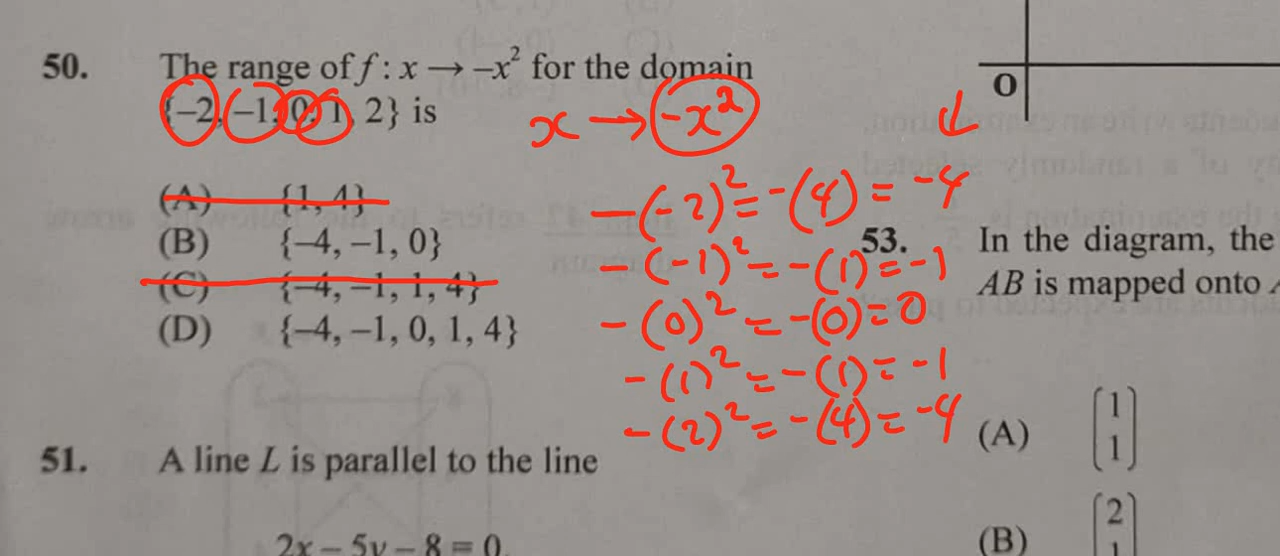 50. The range of f : x → –x² for the domain
{–2, –1, 0, 1, 2} is
x → -x²
(A) {1, 4}
(B) {–4, –1, 0}
(C) {–4, –1, 1, 4}
(D) {–4, –1, 0, 1, 4}
-(-2)² = -(4) = -4
-(-1)² = -(1) = -1
-(0)² = -(0) = 0
-(1)² = -(1) = -1
-(2)² = -(4) = -4
51. A line L is parallel to the line
2x – 5y – 8 = 0
O
53. In the diagram, the
AB is mapped onto
(A) (1
1)
(B) (2
1